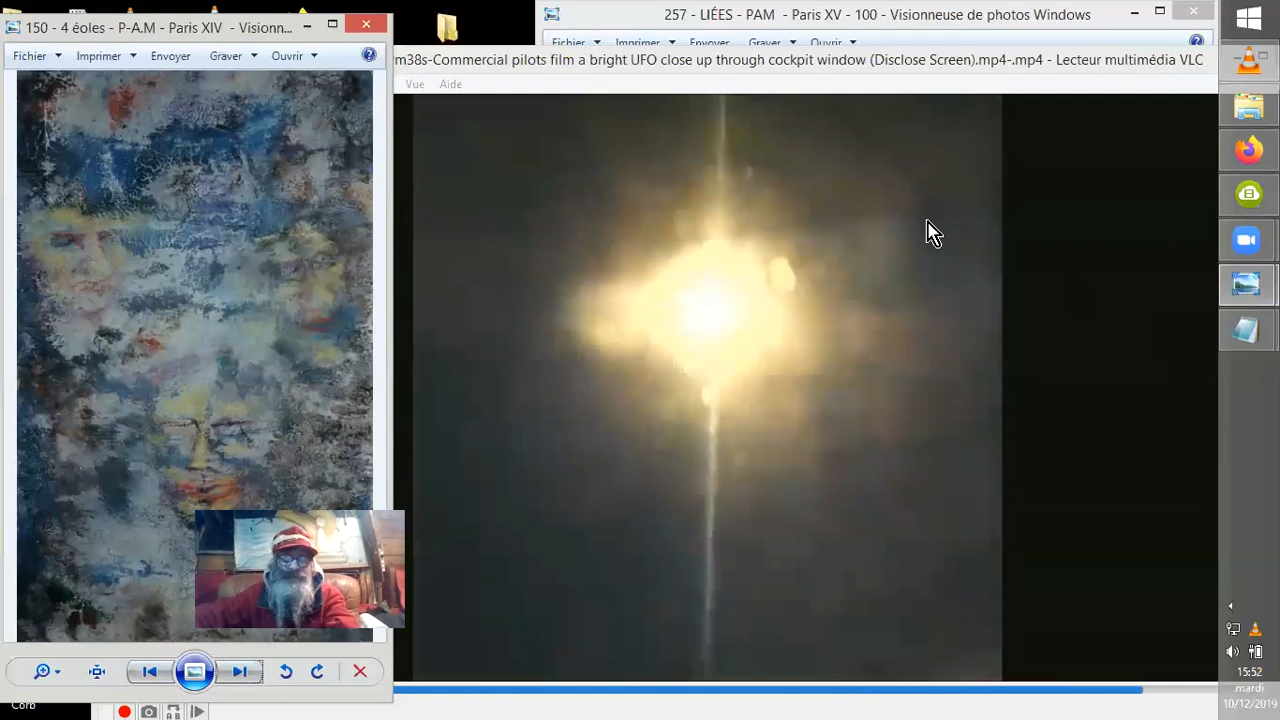 150 - 4 éoles - P-A.M - Paris XIV - Visionn...
Fichier Imprimer Envoyer Graver Ouvrir
257 - LIÉES - PAM - Paris XV - 100 - Visionneuse de photos Windows
Fichier Imprimer Envoyer Graver Ouvrir
m38s-Commercial pilots film a bright UFO close up through cockpit window (Disclose Screen).mp4-.mp4 - Lecteur multimédia VLC
Vue Aide
15:52
mardi
10/12/2019
Corb